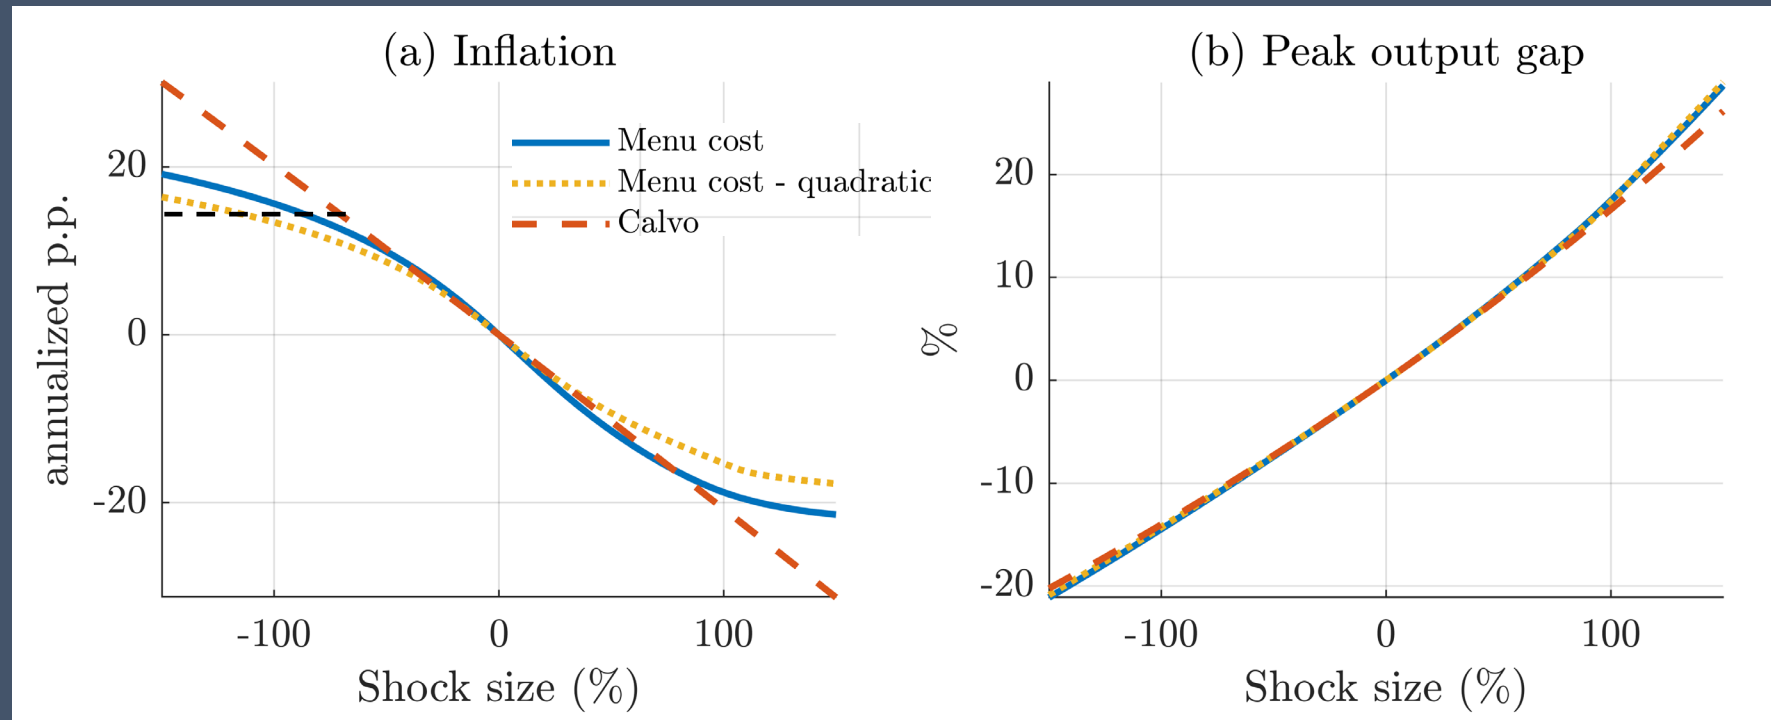 (a) Inflation
annualized p.p.
20
0
-20
-100 0 100
Shock size (%)
Menu cost
Menu cost - quadratic
Calvo
(b) Peak output gap
%
20
10
0
-10
-20
-100 0 100
Shock size (%)